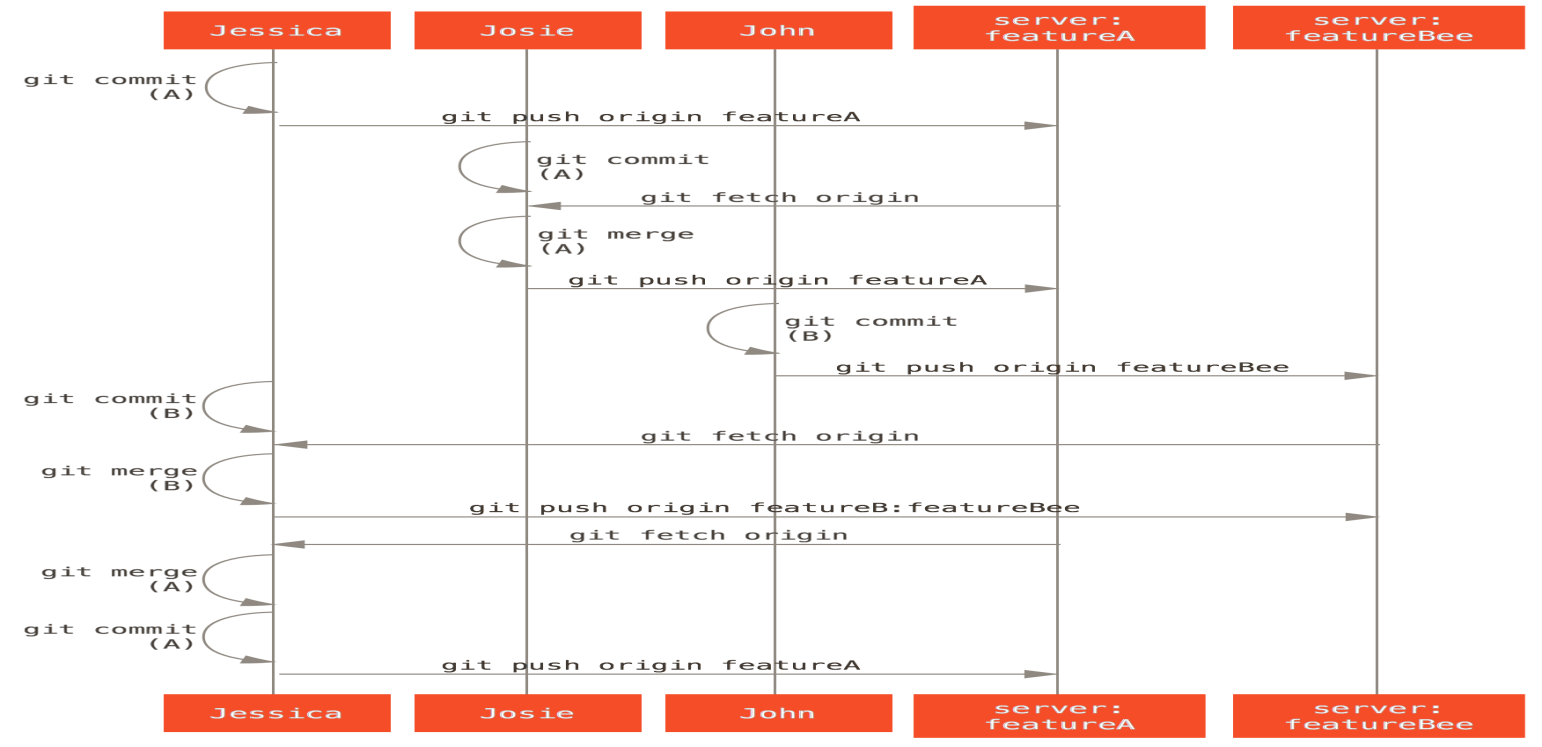 Jessica
Josie
John
server:
featureA
server:
featureBee
git commit
(A)
git push origin featureA
git commit
(A)
git fetch origin
git merge
(A)
git push origin featureA
git commit
(B)
git push origin featureBee
git commit
(B)
git fetch origin
git merge
(B)
git push origin featureB:featureBee
git fetch origin
git merge
(A)
git commit
(A)
git push origin featureA
Jessica
Josie
John
server:
featureA
server:
featureBee